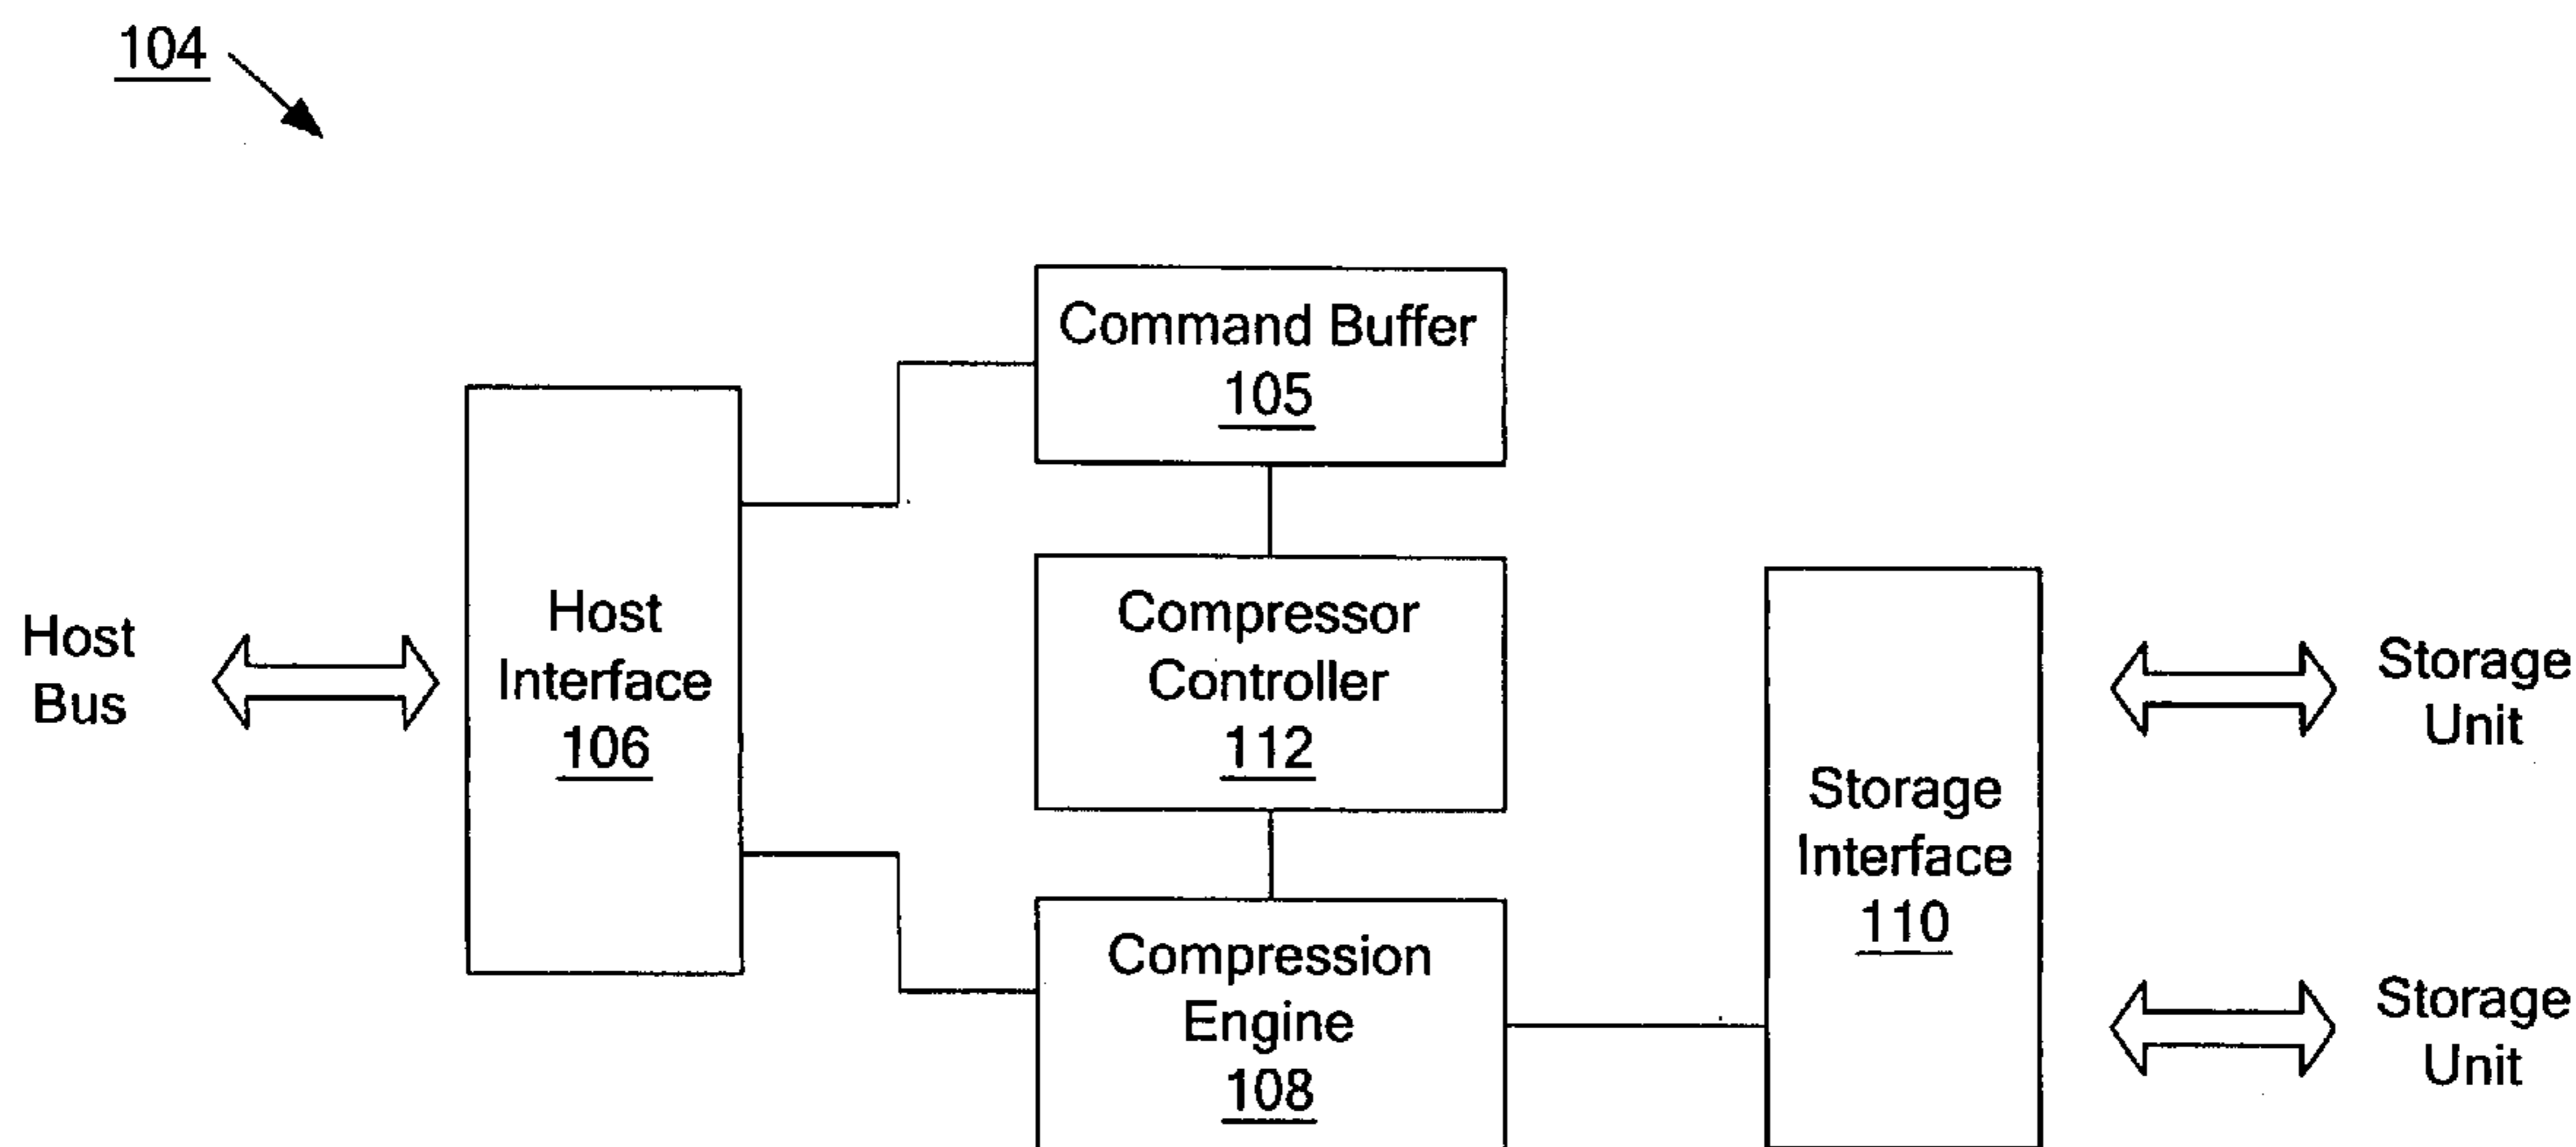 104
Command Buffer
105
Host
Bus
Host
Interface
106
Compressor
Controller
112
Storage
Interface
110
Storage
Unit
Compression
Engine
108
Storage
Unit